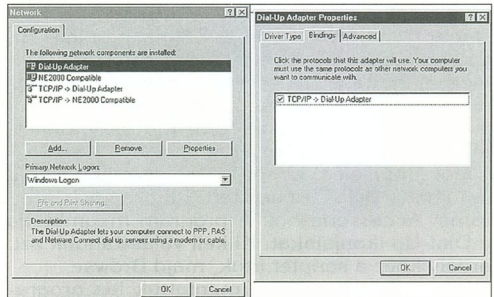 Network
Configuration
The following network components are installed:
Dial-Up Adapter
NE2000 Compatible
TCP/IP -> Dial-Up Adapter
TCP/IP -> NE2000 Compatible
Add...
Remove
Properties
Primary Network Logon:
Windows Logon
File and Print Sharing...
Description
The Dial-Up Adapter lets your computer connect to PPP, RAS
and Netware Connect dial up servers using a modem or cable.
OK
Cancel
Dial-Up Adapter Properties
Driver Type
Bindings
Advanced
Click the protocols that this adapter will use. Your computer
must use the same protocols as other network computers you
want to communicate with.
TCP/IP -> Dial-Up Adapter
OK
Cancel